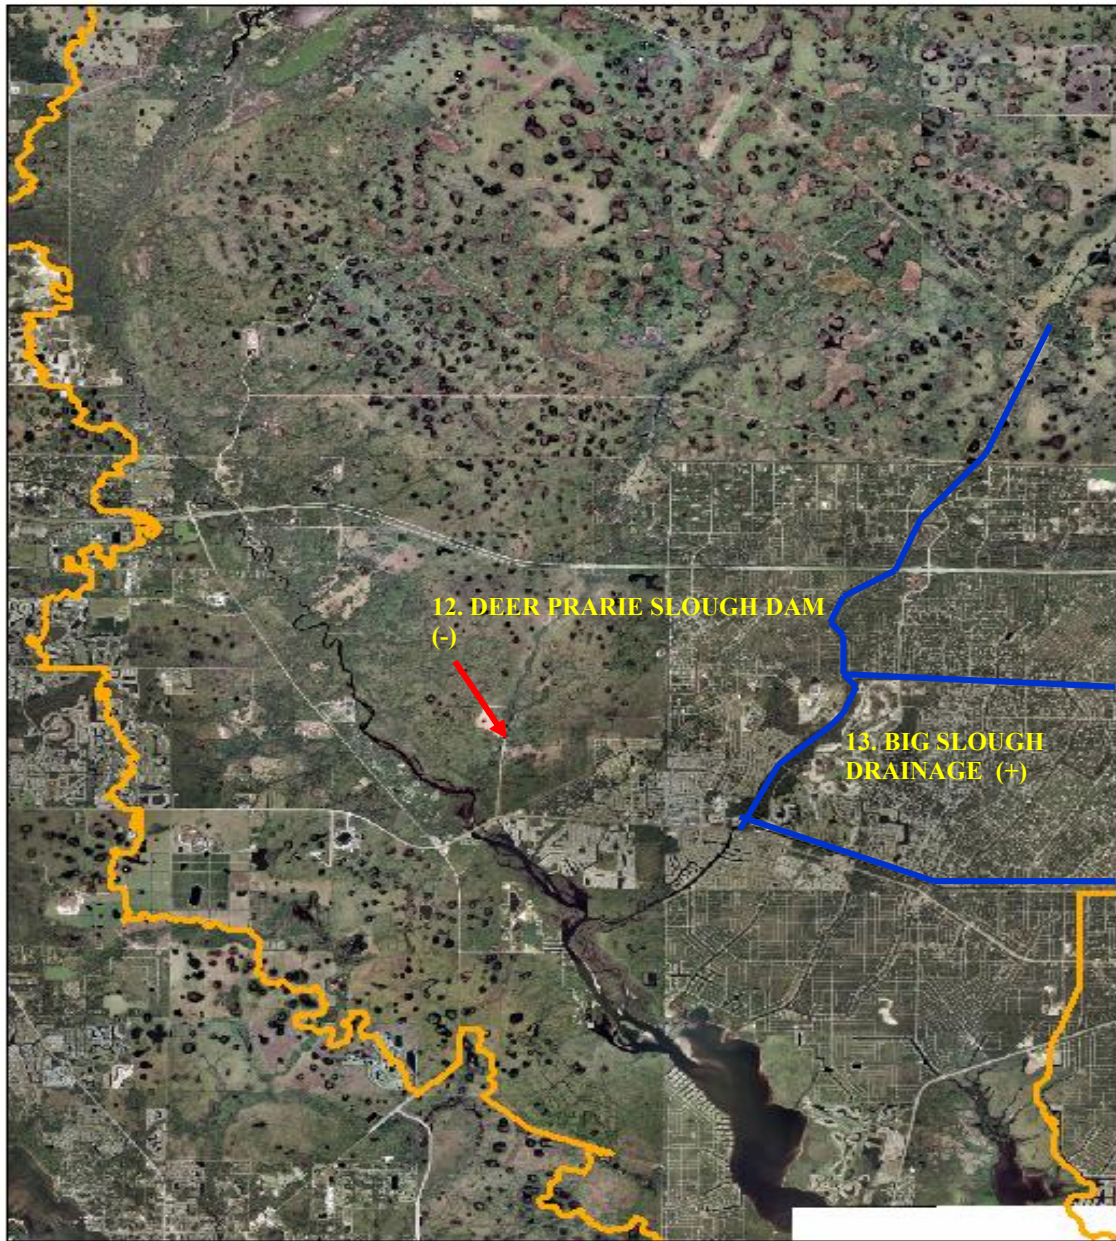 12. DEER PRARIE SLOUGH DAM
(-)
13. BIG SLOUGH
DRAINAGE (+)